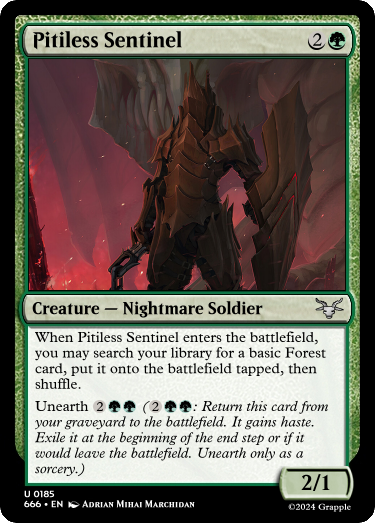 Pitiless Sentinel 2
Creature — Nightmare Soldier
When Pitiless Sentinel enters the battlefield,
you may search your library for a basic Forest
card, put it onto the battlefield tapped, then
shuffle.
Unearth 2 (2: Return this card from
your graveyard to the battlefield. It gains haste.
Exile it at the beginning of the end step or if it
would leave the battlefield. Unearth only as a
sorcery.)
2/1
U 0185
666 • EN Adrian Mihai Marchidan
©2024 Grapple